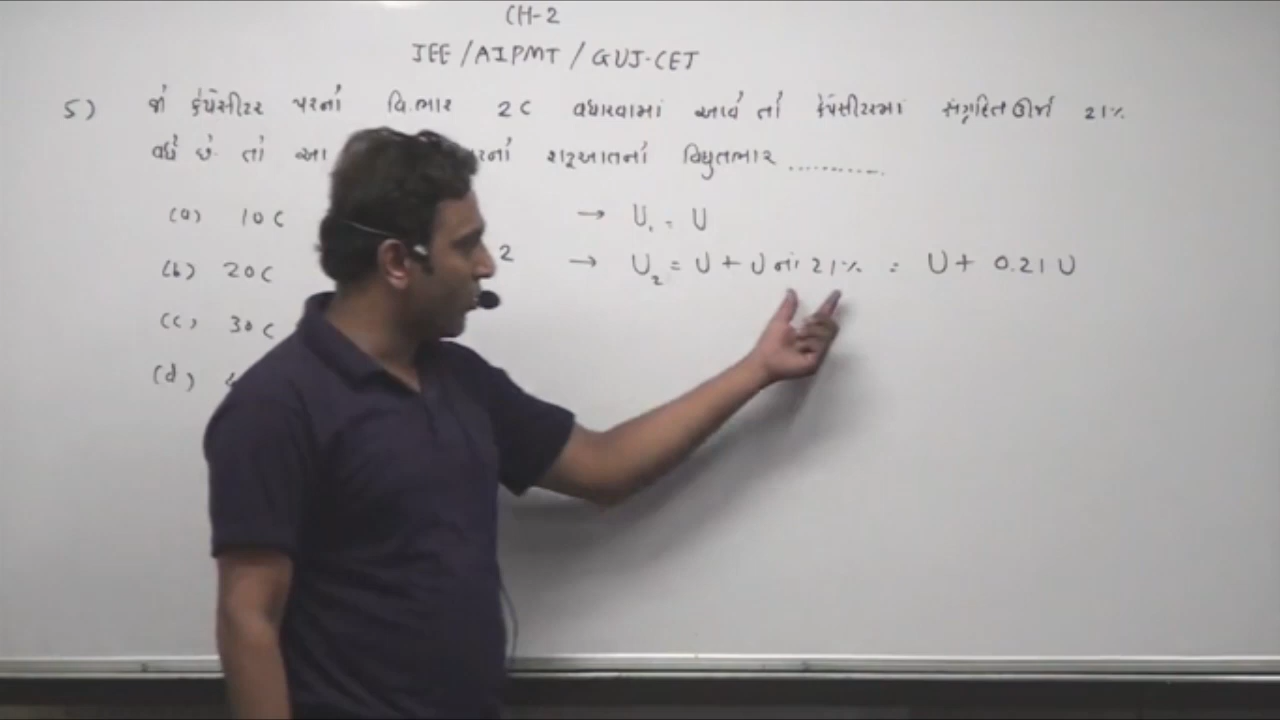 CH-2
JEE / AIPMT / GUJ-CET
5) જો કેપેસીટર પરનો વિ.ભાર 2C વધારવામાં આવે તો કેપેસીટરમાં સંગ્રહિત ઊર્જા 21%
વધે છે. તો આ પરનો શરૂઆતનો વિદ્યુતભાર ...........
(a) 10C → U₁ = U
(b) 20C 2 → U₂ = U + U ના 21% = U + 0.21 U
(c) 30C
(d)